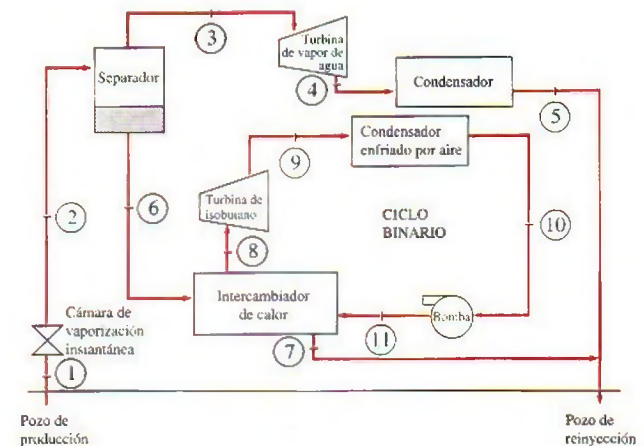 3
Turbina
de vapor de
agua
Separador
4
Condensador
5
Condensador
enfriado por aire
9
2
6
Turbina de
isobutano
CICLO
BINARIO
10
8
Intercambiador
de calor
Bomba
Cámara de
vaporización
instantánea
7
11
1
Pozo de
producción
Pozo de
reinyección